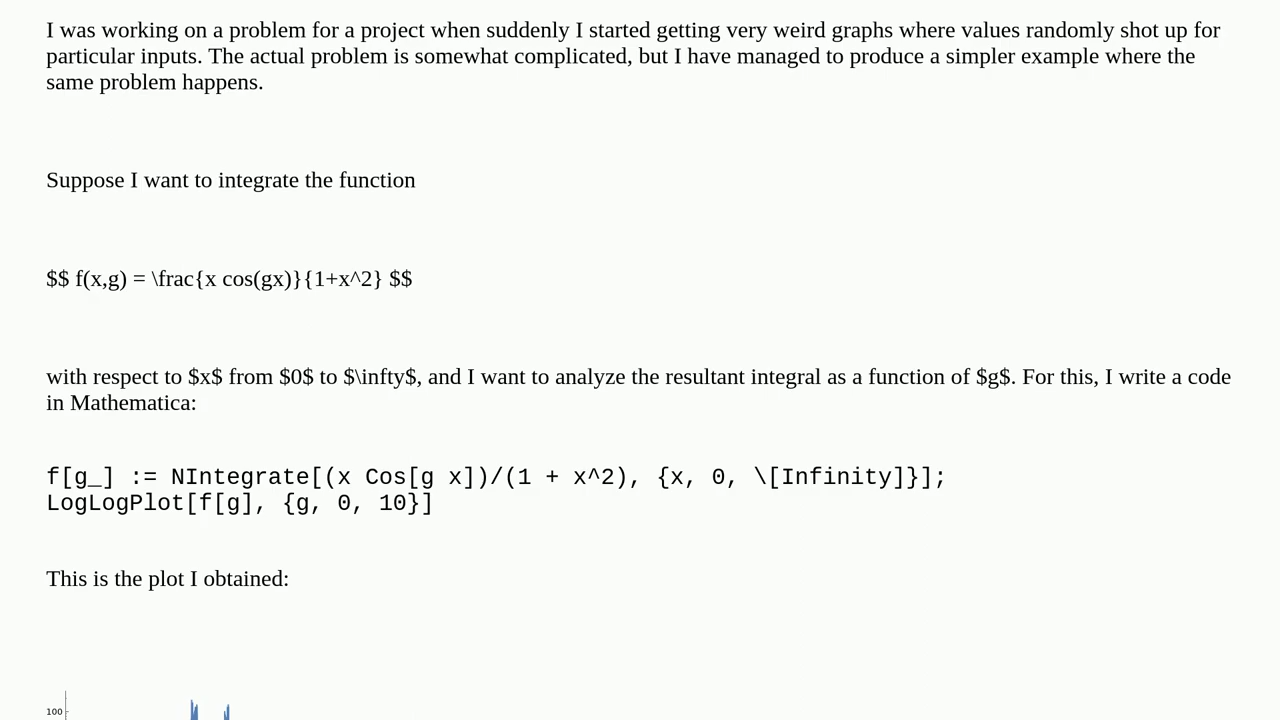 I was working on a problem for a project when suddenly I started getting very weird graphs where values randomly shot up for
particular inputs. The actual problem is somewhat complicated, but I have managed to produce a simpler example where the
same problem happens.
Suppose I want to integrate the function
$$ f(x,g) = \frac{x cos(gx)}{1+x^2} $$
with respect to $x$ from $0$ to $\infty$, and I want to analyze the resultant integral as a function of $g$. For this, I write a code
in Mathematica:
f[g_] := NIntegrate[(x Cos[g x])/(1 + x^2), {x, 0, \[Infinity]}];
LogLogPlot[f[g], {g, 0, 10}]
This is the plot I obtained:
100